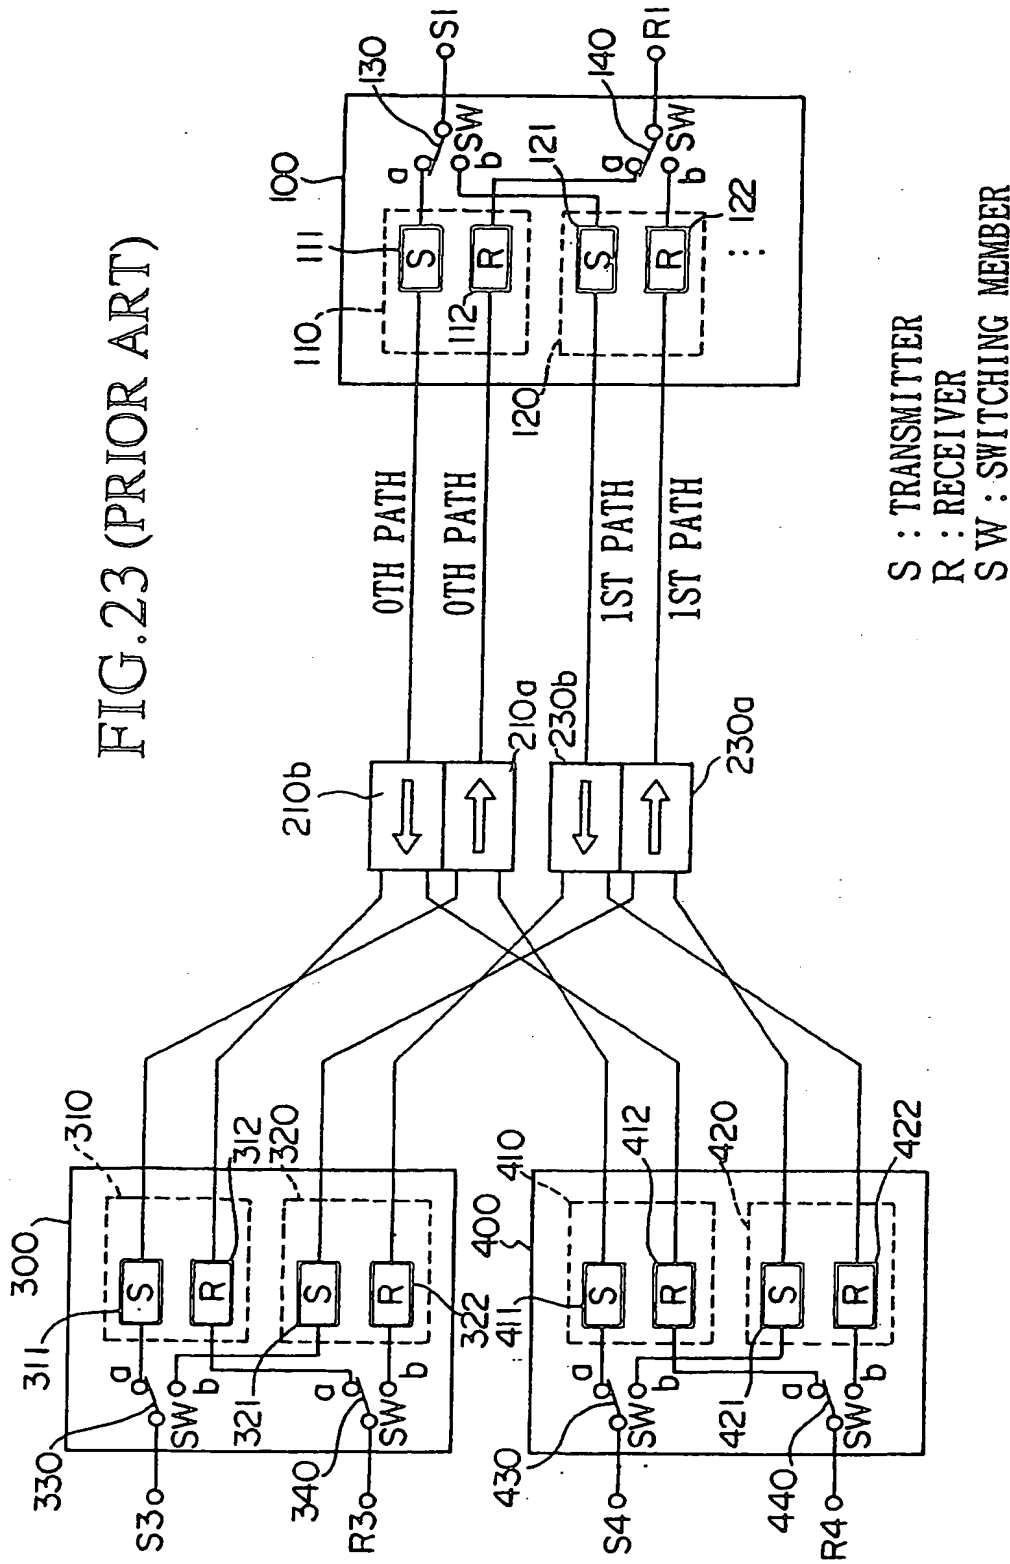 FIG.23 (PRIOR ART)
300
311
310
S
312
R
330
a
SW
b
S3
320
321
S
322
R
340
a
SW
b
R3
400
411
410
S
412
R
430
a
SW
b
S4
420
421
S
422
R
440
a
SW
b
R4
210b
210a
230b
230a
0TH PATH
0TH PATH
1ST PATH
1ST PATH
100
110
111
S
112
R
130
a
SW
b
S1
120
121
S
122
R
140
a
SW
b
R1
S : TRANSMITTER
R : RECEIVER
SW : SWITCHING MEMBER